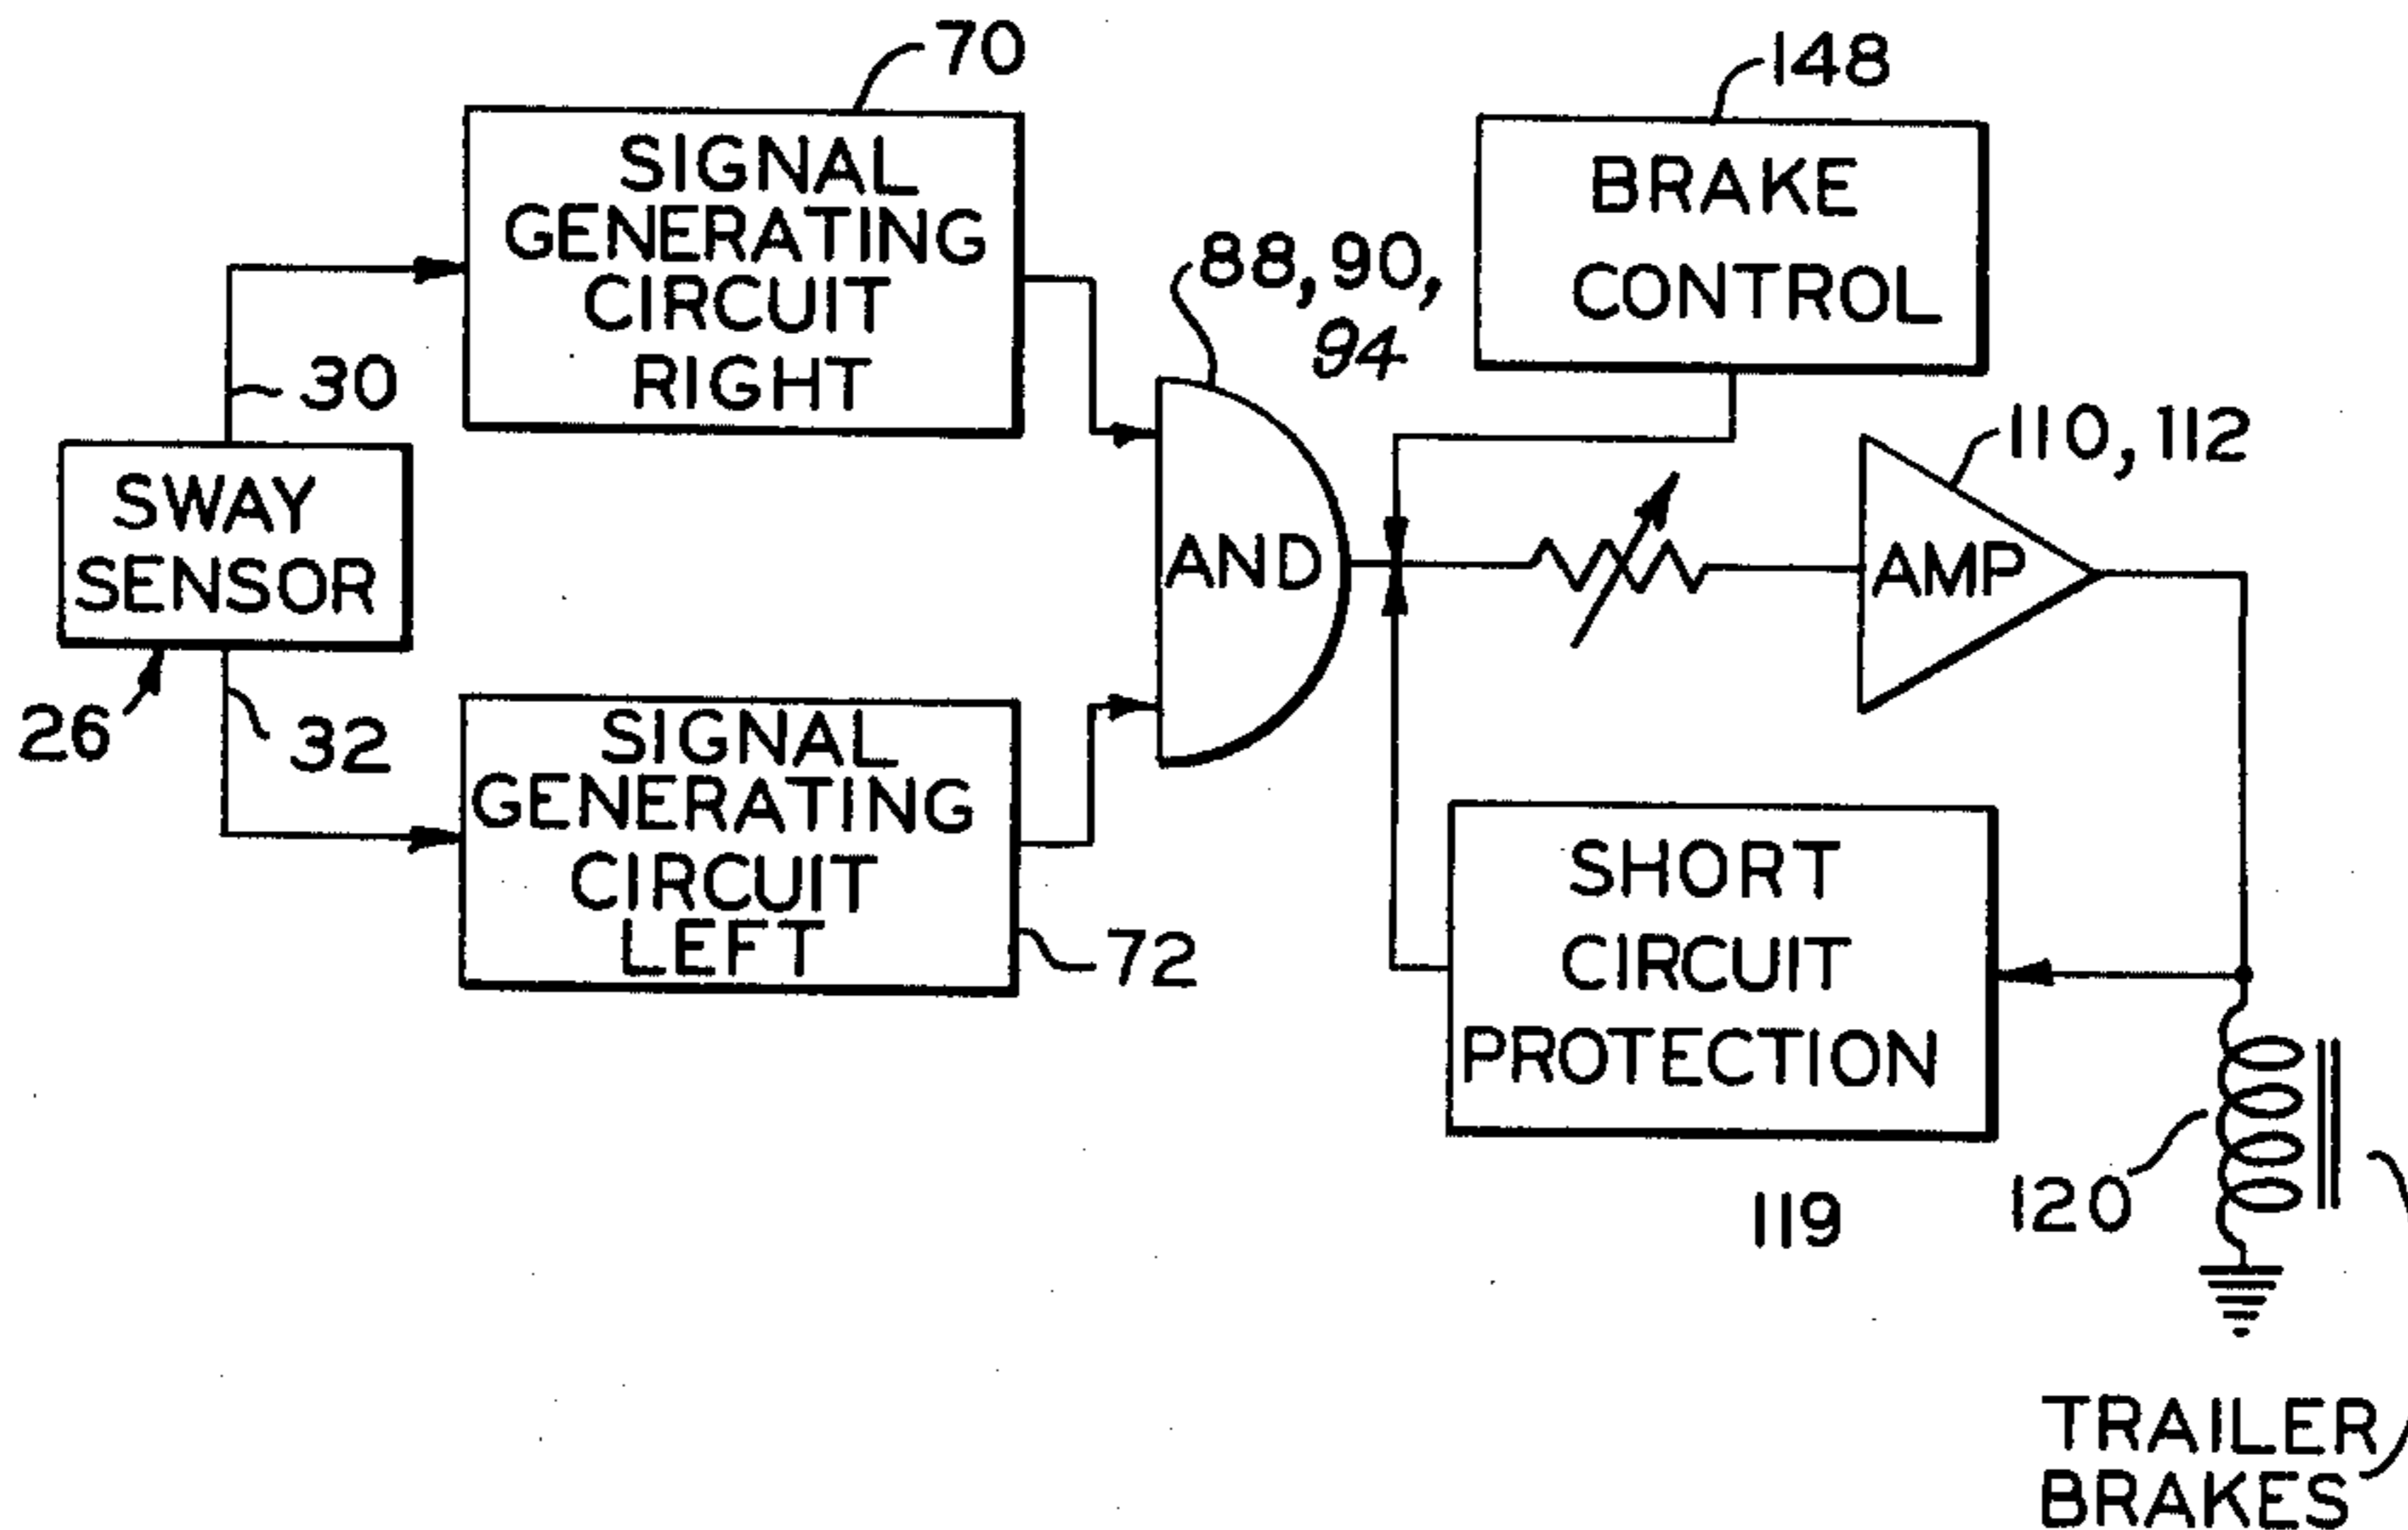 70
148
SIGNAL
GENERATING
CIRCUIT
RIGHT
BRAKE
CONTROL
88, 90,
94
30
110, 112
SWAY
SENSOR
AND
AMP
26
32
SIGNAL
GENERATING
CIRCUIT
LEFT
72
SHORT
CIRCUIT
PROTECTION
119
120
TRAILER
BRAKES